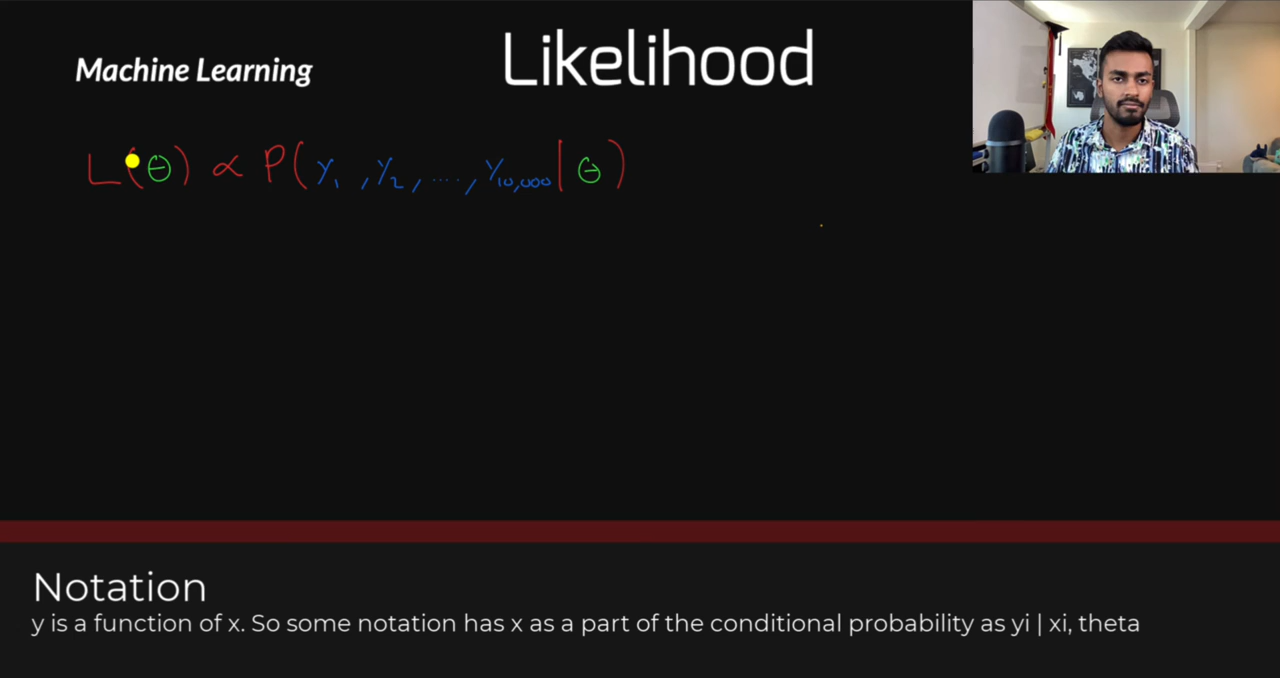 Likelihood
Machine Learning
L(θ) ∝ P(y₁, y₂, ...., y₁₀,₀₀₀ | θ)
Notation
y is a function of x. So some notation has x as a part of the conditional probability as yi | xi, theta